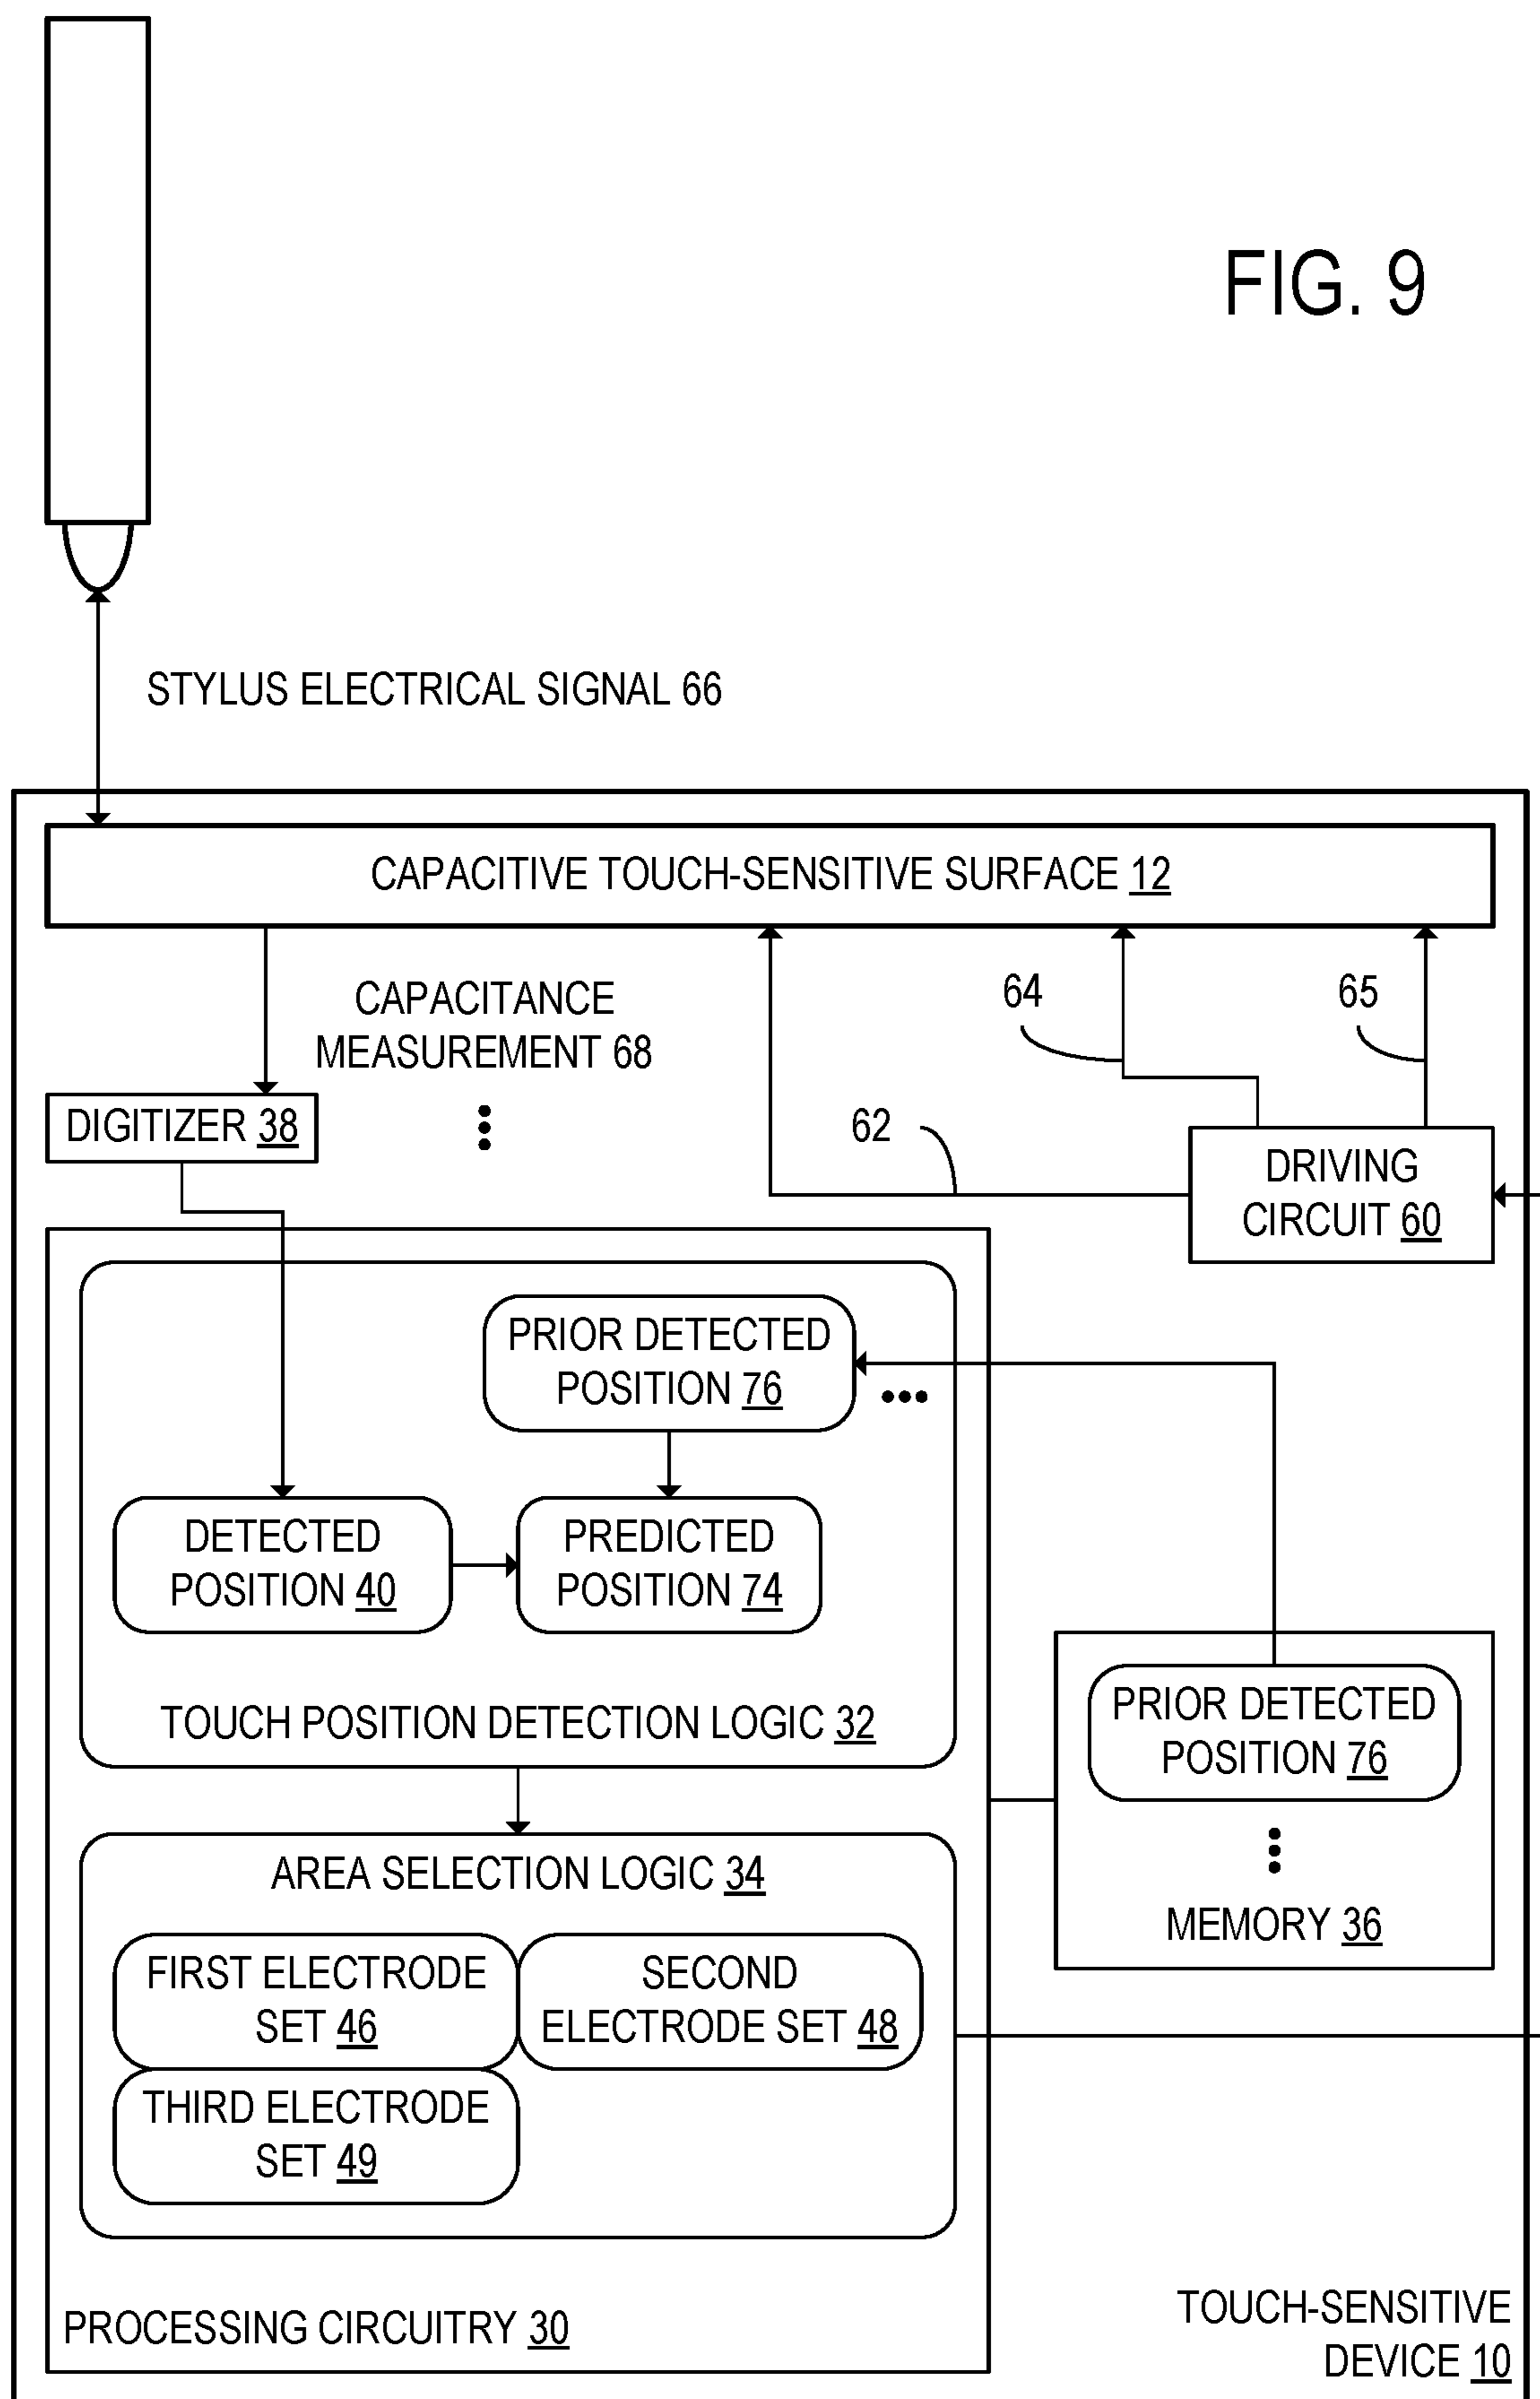 FIG. 9
STYLUS ELECTRICAL SIGNAL 66
CAPACITIVE TOUCH-SENSITIVE SURFACE 12
CAPACITANCE
MEASUREMENT 68
64
65
DIGITIZER 38
62
DRIVING
CIRCUIT 60
PRIOR DETECTED
POSITION 76
DETECTED
POSITION 40
PREDICTED
POSITION 74
TOUCH POSITION DETECTION LOGIC 32
PRIOR DETECTED
POSITION 76
MEMORY 36
AREA SELECTION LOGIC 34
FIRST ELECTRODE
SET 46
SECOND
ELECTRODE SET 48
THIRD ELECTRODE
SET 49
PROCESSING CIRCUITRY 30
TOUCH-SENSITIVE
DEVICE 10